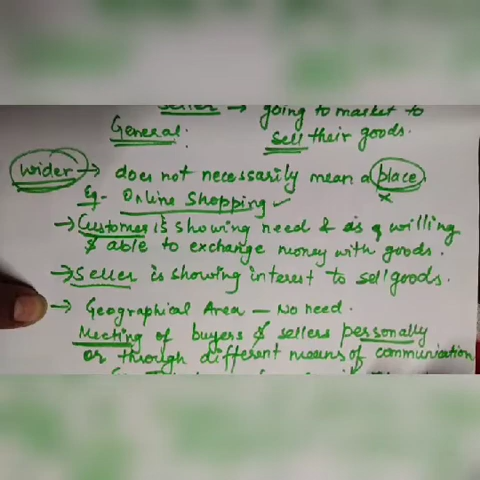 Seller → going to market to
General: Sell their goods.
wider → does not necessarily mean a place.
Eg- Online Shopping ✓ x
→ Customer is showing need & is willing
& able to exchange money with goods.
→ Seller is showing interest to sell goods.
→ Geographical Area — No need.
Meeting of buyers & sellers personally
or through different means of communication